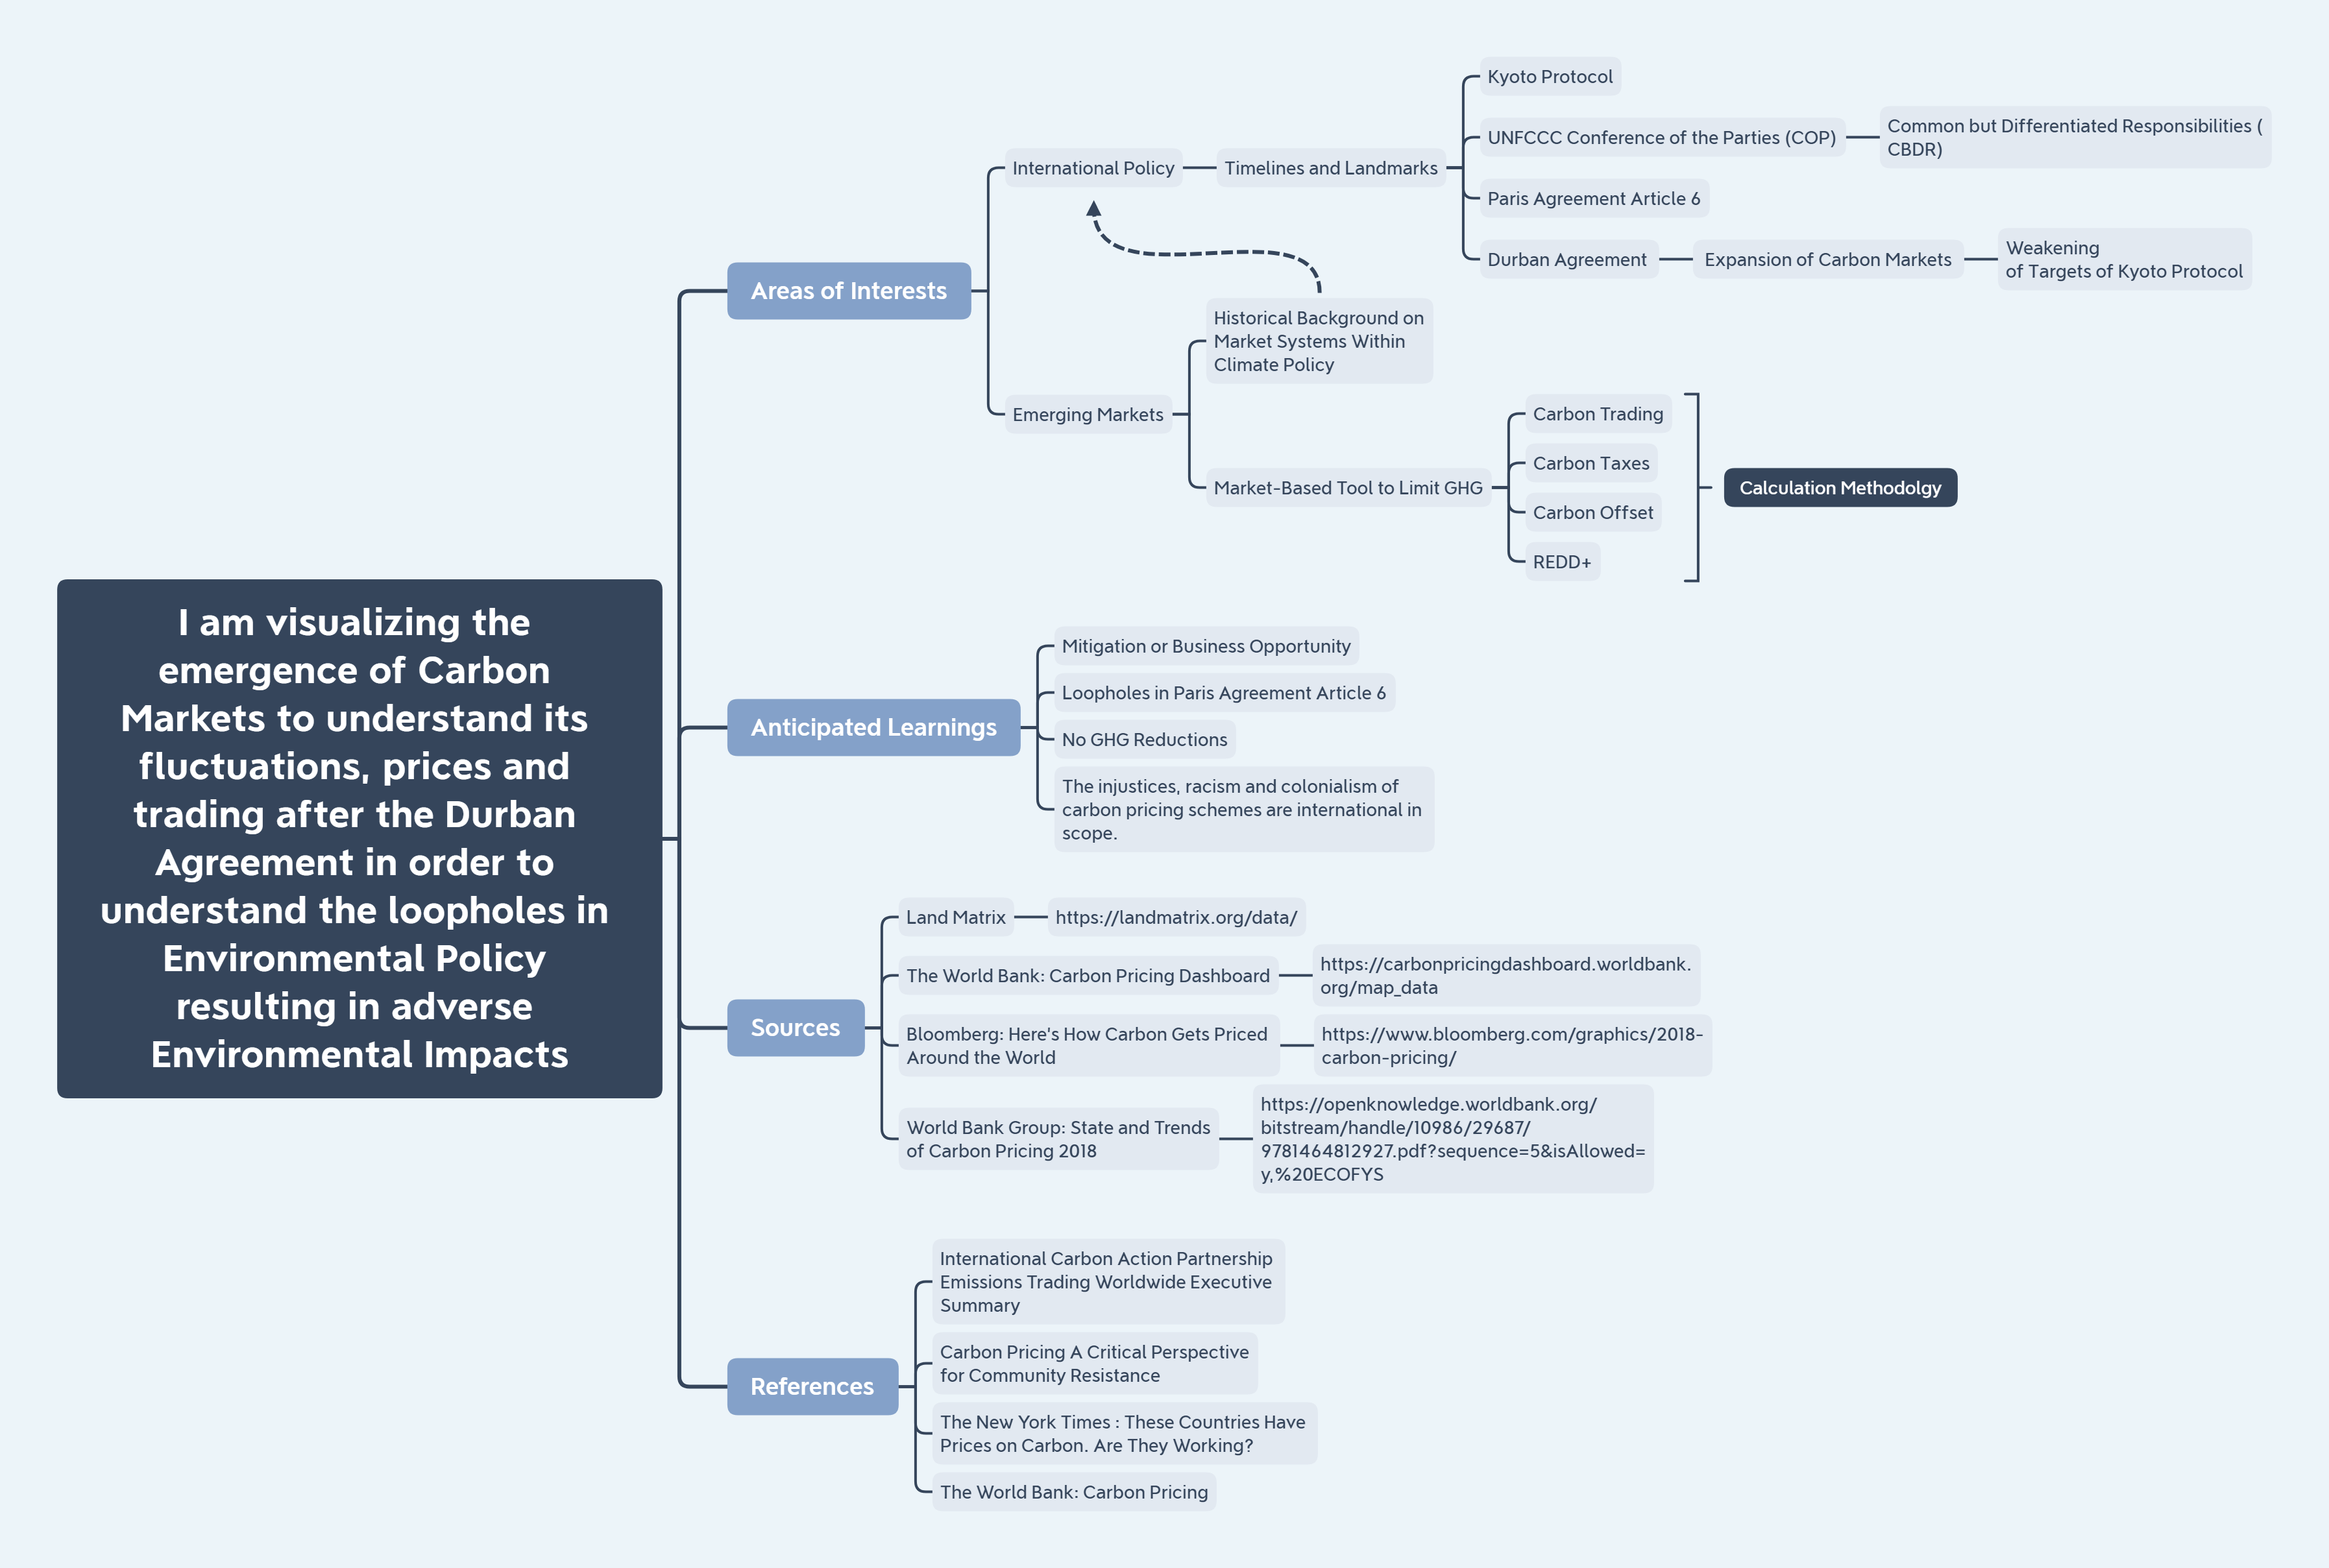 I am visualizing the
emergence of Carbon
Markets to understand its
fluctuations, prices and
trading after the Durban
Agreement in order to
understand the loopholes in
Environmental Policy
resulting in adverse
Environmental Impacts
Areas of Interests
International Policy
Timelines and Landmarks
Kyoto Protocol
UNFCCC Conference of the Parties (COP)
Common but Differentiated Responsibilities (
CBDR)
Paris Agreement Article 6
Durban Agreement
Expansion of Carbon Markets
Weakening
of Targets of Kyoto Protocol
Emerging Markets
Historical Background on
Market Systems Within
Climate Policy
Market-Based Tool to Limit GHG
Carbon Trading
Carbon Taxes
Carbon Offset
REDD+
Calculation Methodolgy
Anticipated Learnings
Mitigation or Business Opportunity
Loopholes in Paris Agreement Article 6
No GHG Reductions
The injustices, racism and colonialism of
carbon pricing schemes are international in
scope.
Sources
Land Matrix
https://landmatrix.org/data/
The World Bank: Carbon Pricing Dashboard
https://carbonpricingdashboard.worldbank.
org/map_data
Bloomberg: Here's How Carbon Gets Priced
Around the World
https://www.bloomberg.com/graphics/2018-
carbon-pricing/
World Bank Group: State and Trends
of Carbon Pricing 2018
https://openknowledge.worldbank.org/
bitstream/handle/10986/29687/
9781464812927.pdf?sequence=5&isAllowed=
y,%20ECOFYS
References
International Carbon Action Partnership
Emissions Trading Worldwide Executive
Summary
Carbon Pricing A Critical Perspective
for Community Resistance
The New York Times : These Countries Have
Prices on Carbon. Are They Working?
The World Bank: Carbon Pricing